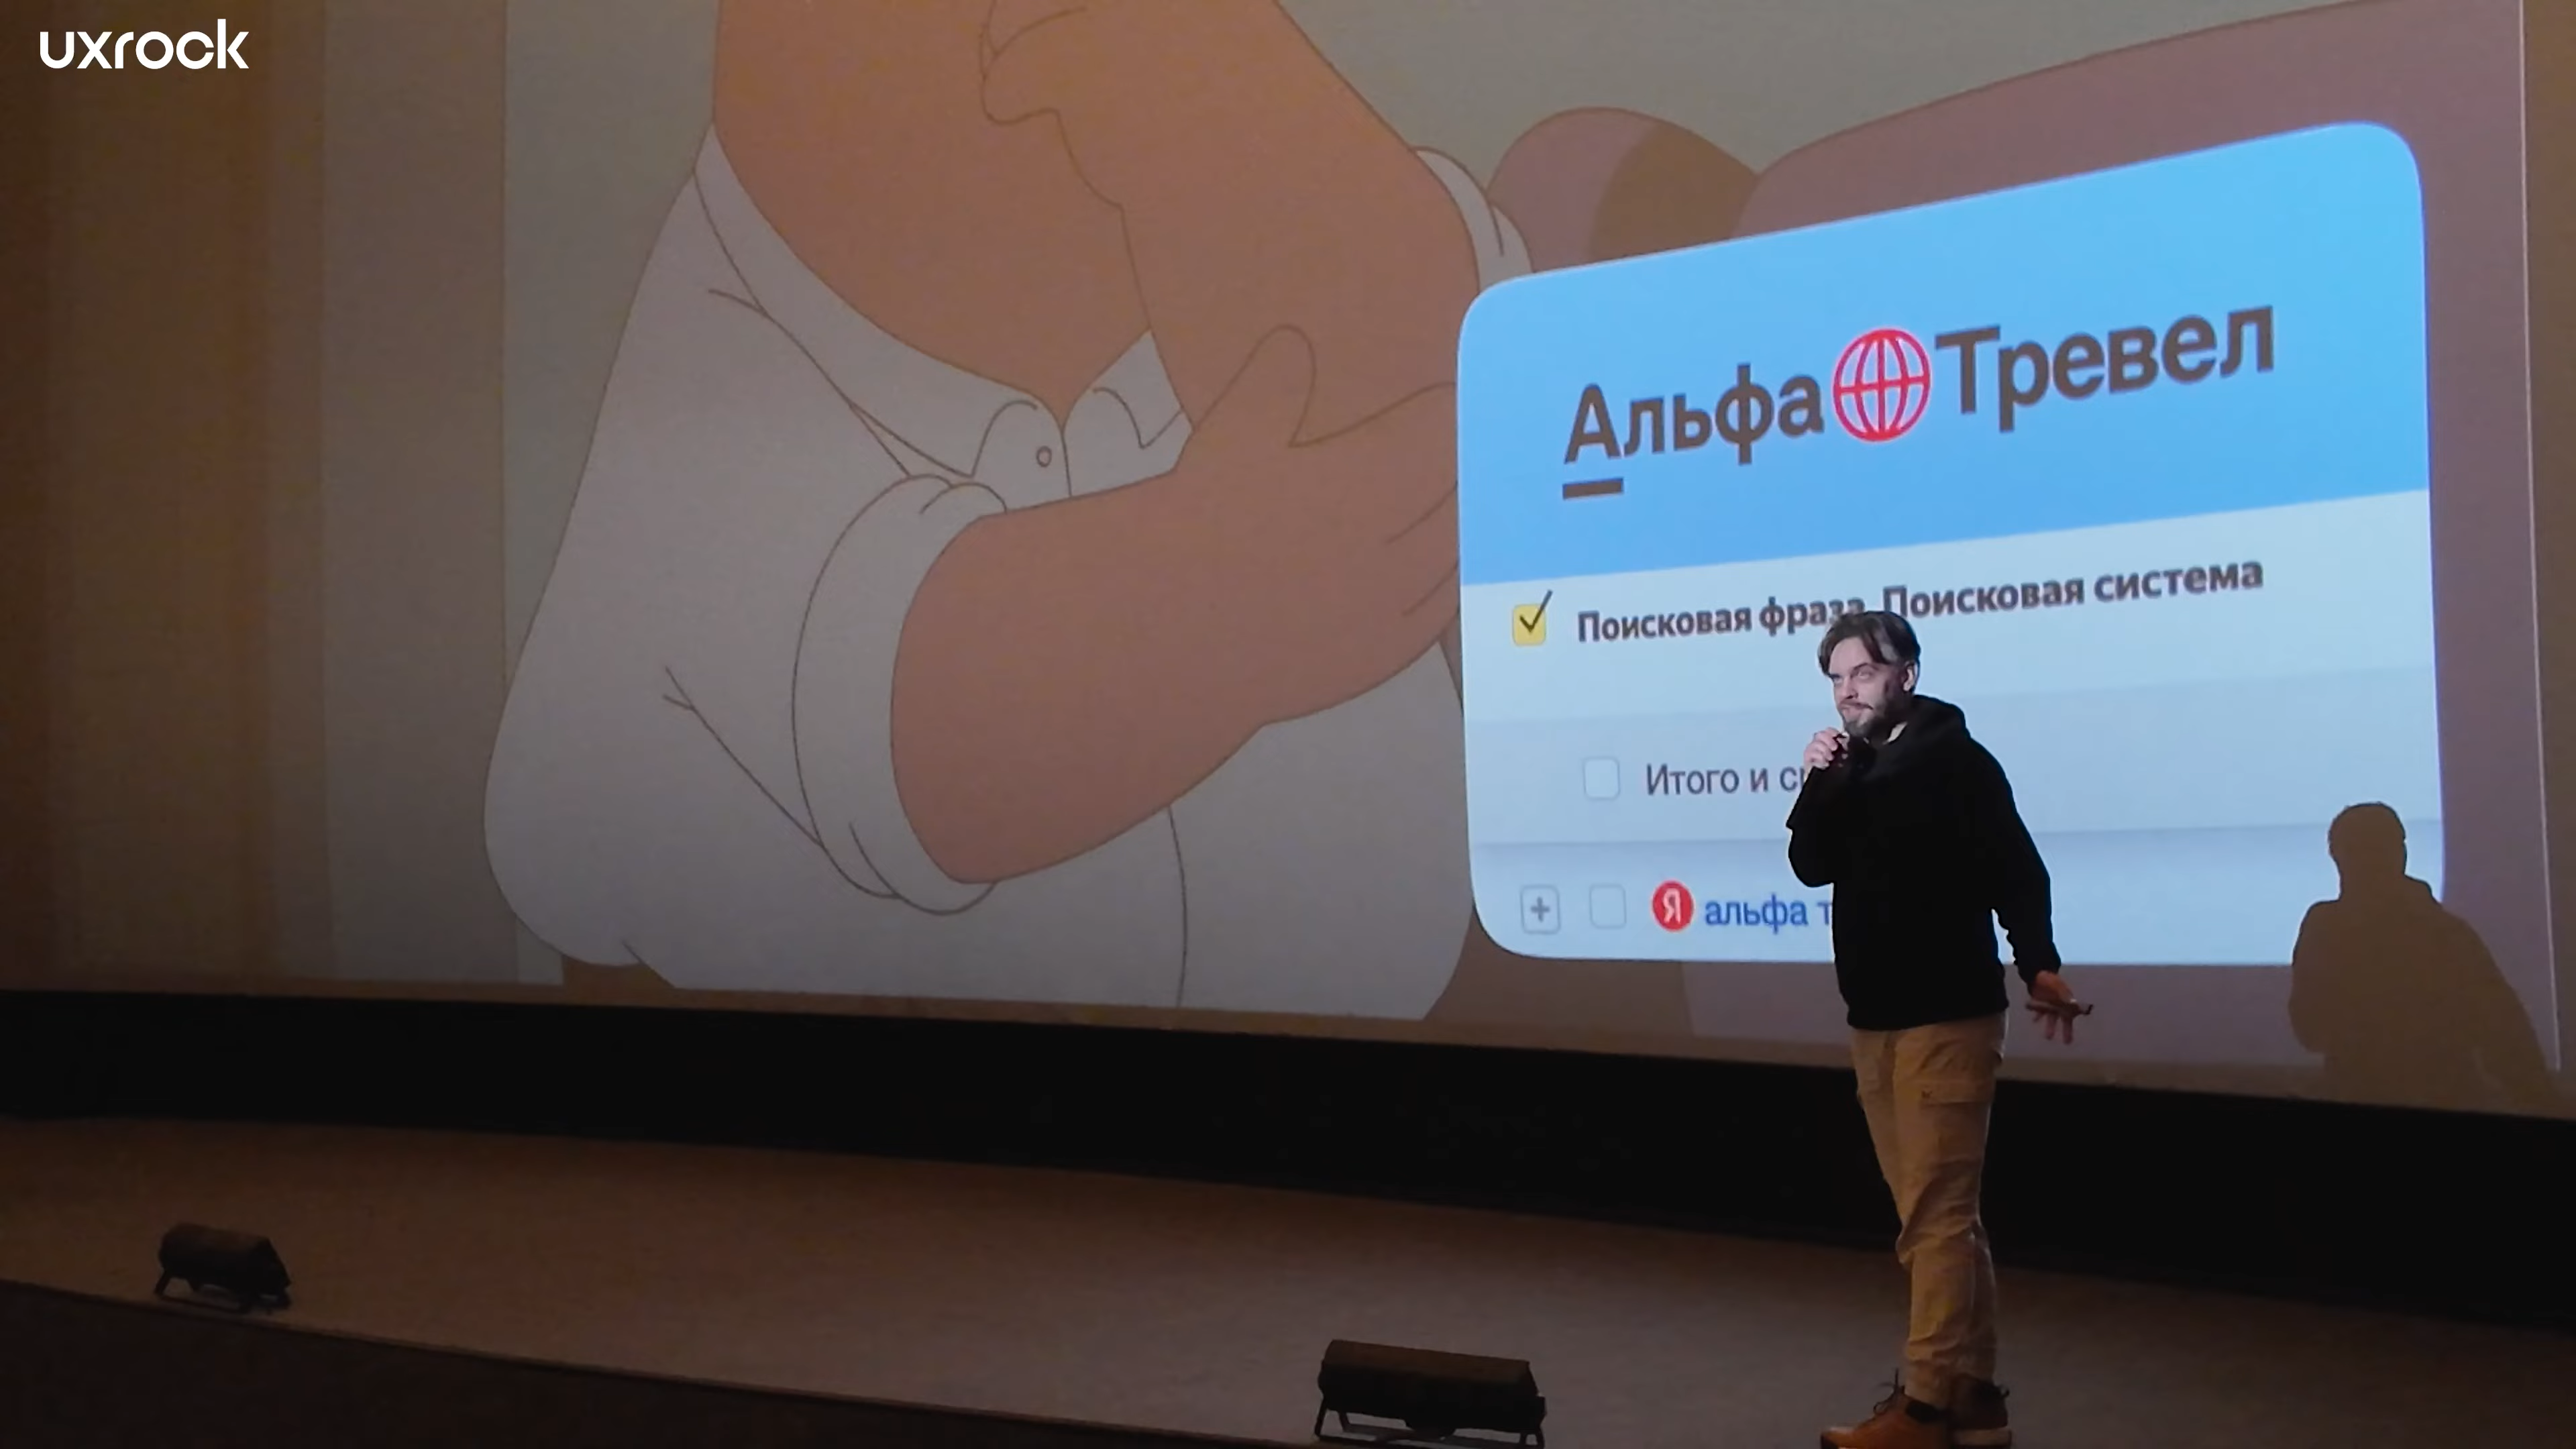 uxrock
Альфа Тревел
Поисковая фраза, Поисковая система
Итого и с
Я альфа т